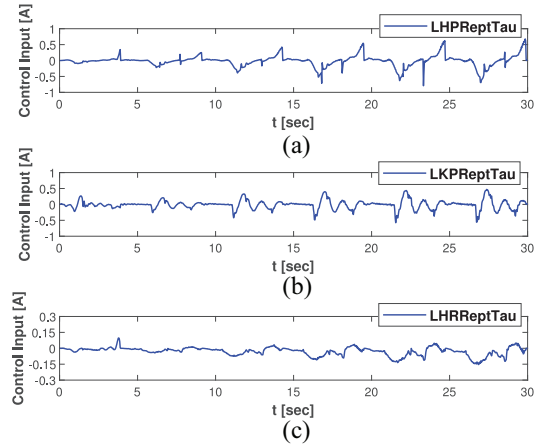 LHPReptTau
Control Input [A]
1
0.5
0
-0.5
-1
0 5 10 15 20 25 30
t [sec]
(a)
LKPReptTau
Control Input [A]
1
0.5
0
-0.5
-1
0 5 10 15 20 25 30
t [sec]
(b)
LHRReptTau
Control Input [A]
0.3
0.15
0
-0.15
-0.3
0 5 10 15 20 25 30
t [sec]
(c)